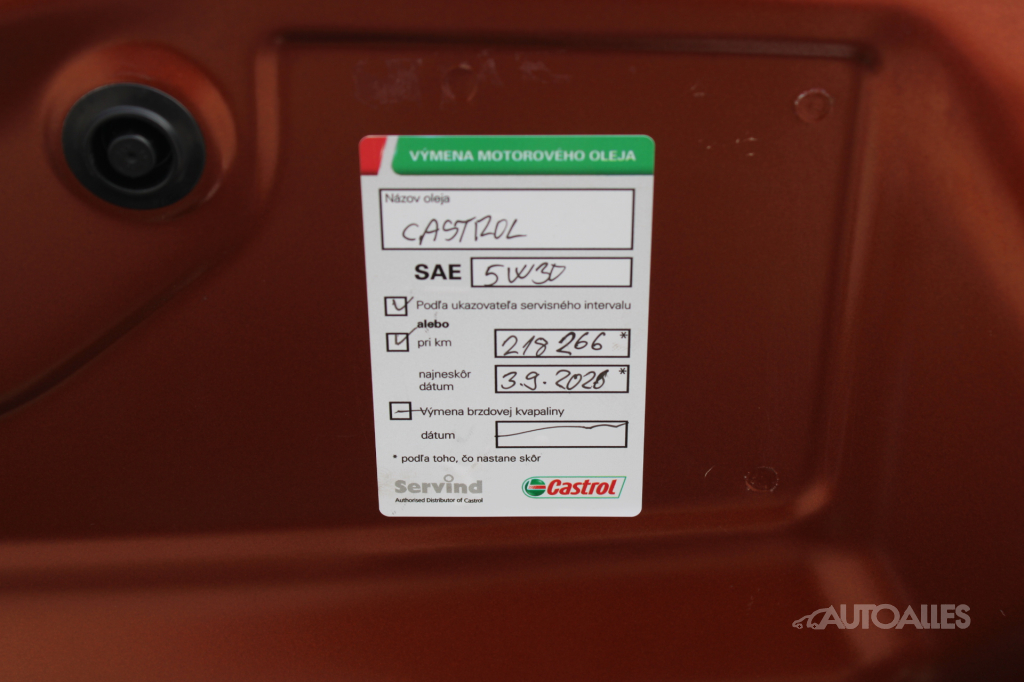 VÝMENA MOTOROVÉHO OLEJA
Názov oleja
CASTROL
SAE 5W30
Podľa ukazovateľa servisného intervalu
alebo
pri km 218 266 *
najneskôr
dátum 3.9.2026 *
Výmena brzdovej kvapaliny
dátum
* podľa toho, čo nastane skôr
Servind Castrol
Authorised Distributor of Castrol
AUTOALLES